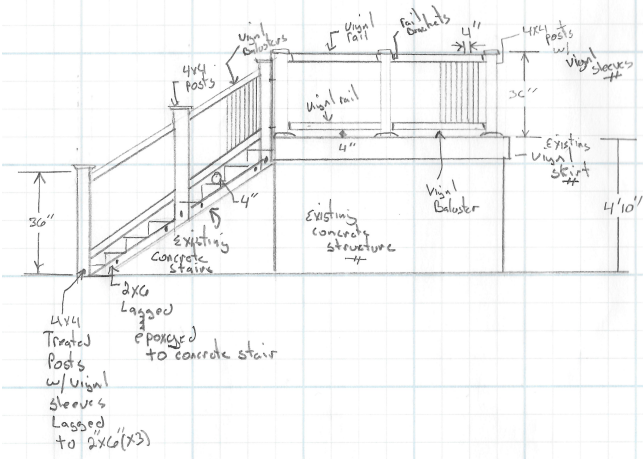 Vinyl
Balusters
4x4
Posts
Vinyl
rail
rail
Brackets
4"
4x4
posts
w/
Vinyl
sleeves
36"
Vinyl rail
4"
Existing
Vinyl
skirt
4'10"
Vinyl
Baluster
4"
36"
Existing
concrete
stairs
Existing
concrete
structure
2x6
Lagged
&
epoxyed
to concrete stair
4x4
Treated
Posts
w/ Vinyl
sleeves
Lagged
to 2"x6"(x3)